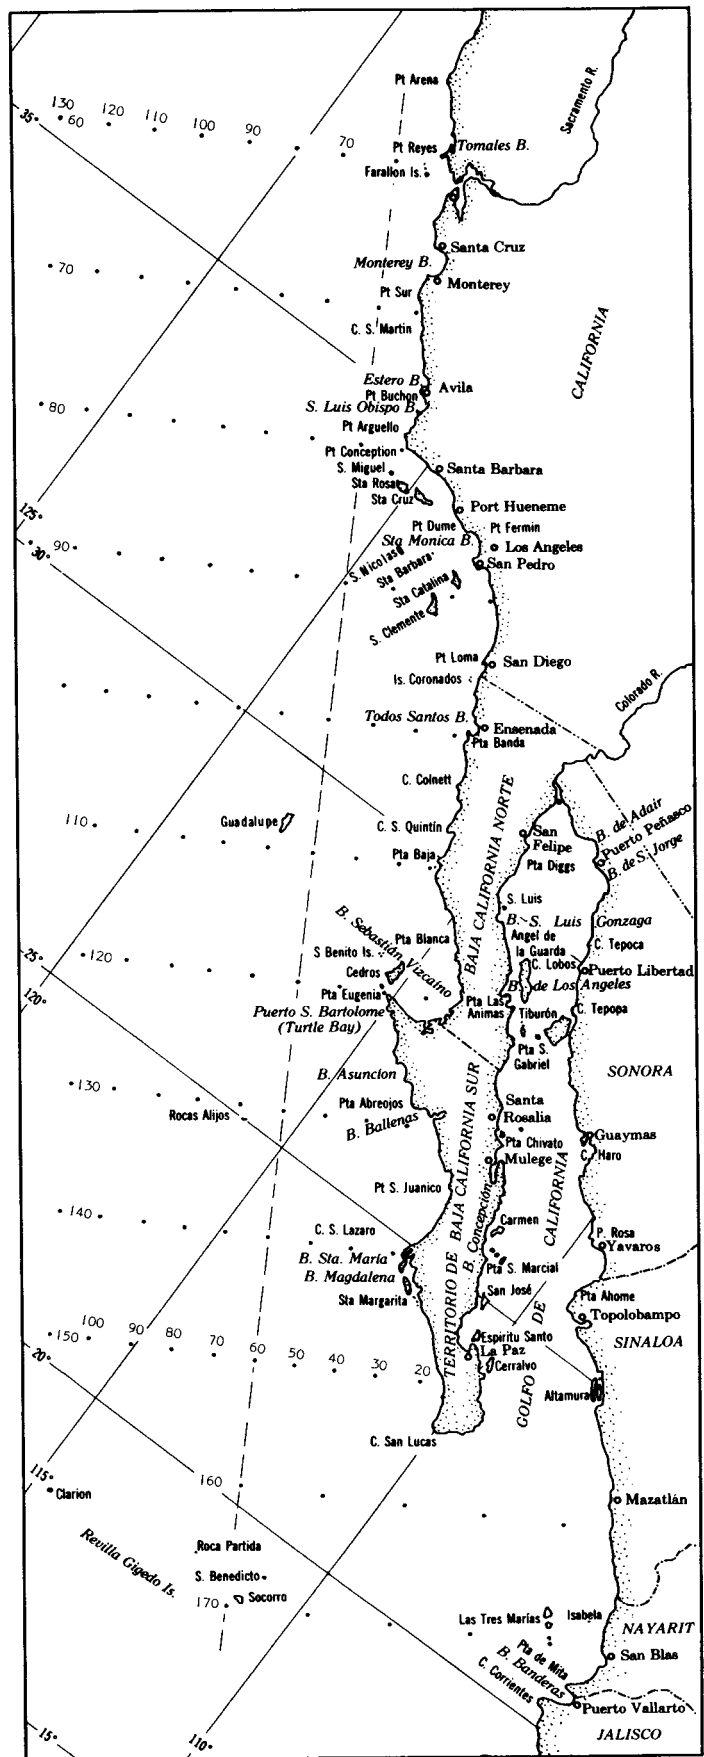 Pt Arena
Sacramento R.
130
120
110
100
90
70
60
35°
Pt Reyes
Tomales B.
Farallon Is.
Santa Cruz
Monterey B.
Monterey
70
Pt Sur
C. S. Martin
CALIFORNIA
Estero B.
Avila
Pt Buchon
80
S. Luis Obispo B.
Pt Arguello
Pt Conception
S. Miguel
Santa Barbara
Sta Rosa
Sta Cruz
Port Hueneme
125°
Pt Dume
Pt Fermin
30°
90
Sta Monica B.
Los Angeles
S. Nicolas
Sta Barbara
San Pedro
Sta Catalina
S. Clemente
Pt Loma
San Diego
Is. Coronados
Colorado R.
Todos Santos B.
Ensenada
Pta Banda
C. Colnett
BAJA CALIFORNIA NORTE
110
Guadalupe
C. S. Quintín
San
Felipe
B. de Adair
Puerto Peñasco
B. de S. Jorge
Pta Baja
Pta Diggs
S. Luis
B. S. Luis Gonzaga
B. Sebastián Vizcaíno
Pta Blanca
Angel de
la Guarda
C. Tepoca
25°
120
S Benito Is.
Cedros
C. Lobos
Puerto Libertad
Pta Eugenia
B. de Los Angeles
120°
Puerto S. Bartolome
(Turtle Bay)
Pta Las
Animas
Tiburón
C. Tepopa
Pta S.
Gabriel
B. Asuncion
SONORA
130
Rocas Alijos
Pta Abreojos
B. Ballenas
Santa
Rosalia
Pta Chivato
Guaymas
Mulege
C. Haro
TERRITORIO DE BAJA CALIFORNIA SUR
Pt S. Juanico
B. Concepción
GOLFO DE CALIFORNIA
140
C. S. Lazaro
Carmen
P. Rosa
Yavaros
B. Sta. María
Pta S. Marcial
B. Magdalena
San José
Sta Margarita
Pta Ahome
Topolobampo
150
100
90
80
70
60
50
40
30
20
Espiritu Santo
La Paz
Cerralvo
SINALOA
20°
Altamura
C. San Lucas
115°
160
Clarion
Mazatlán
Revilla Gigedo Is.
Roca Partida
S. Benedicto
Socorro
170
Las Tres Marías
Isabela
NAYARIT
Pta de Mita
San Blas
B. Banderas
C. Corrientes
Puerto Vallarto
15°
110°
JALISCO